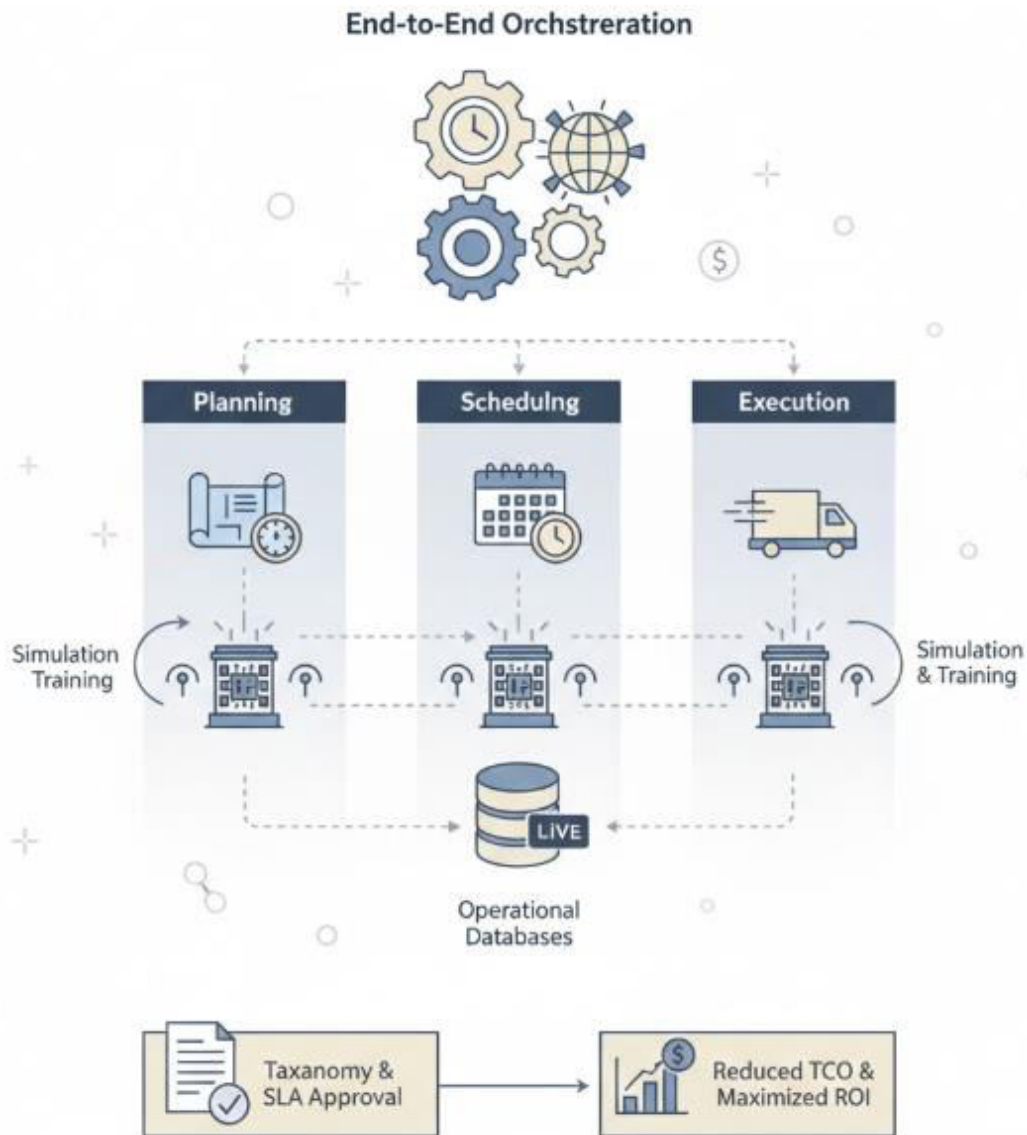 End-to-End Orchstreration
$
Planning
Schedulng
Execution
Simulation
Training
Simulation
& Training
LiVE
Operational
Databases
Taxanomy &
SLA Approval
$
Reduced TCO &
Maximized ROI